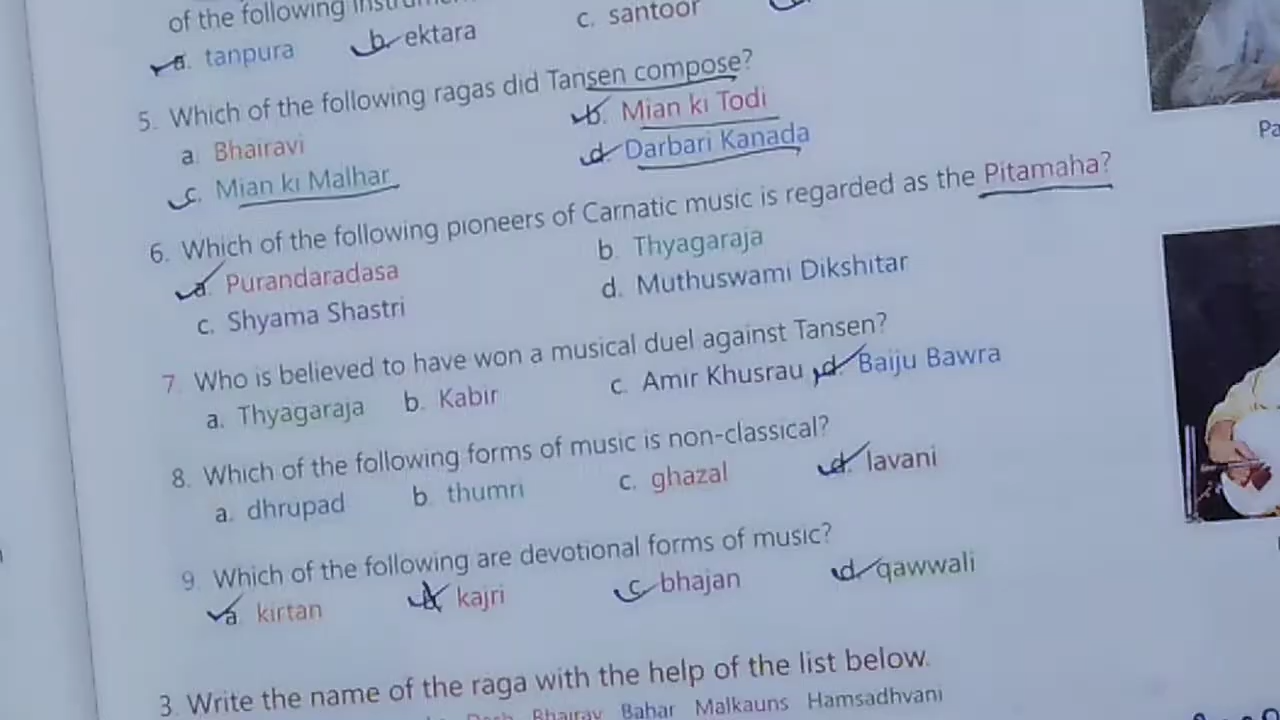 of the following
a. tanpura b. ektara c. santoor
5. Which of the following ragas did Tansen compose?
a. Bhairavi b. Mian ki Todi
c. Mian ki Malhar d. Darbari Kanada
6. Which of the following pioneers of Carnatic music is regarded as the Pitamaha?
a. Purandaradasa b. Thyagaraja
c. Shyama Shastri d. Muthuswami Dikshitar
7. Who is believed to have won a musical duel against Tansen?
a. Thyagaraja b. Kabir c. Amir Khusrau d. Baiju Bawra
8. Which of the following forms of music is non-classical?
a. dhrupad b. thumri c. ghazal d. lavani
9. Which of the following are devotional forms of music?
a. kirtan b. kajri c. bhajan d. qawwali
3. Write the name of the raga with the help of the list below.
Desh Bhairav Bahar Malkauns Hamsadhvani